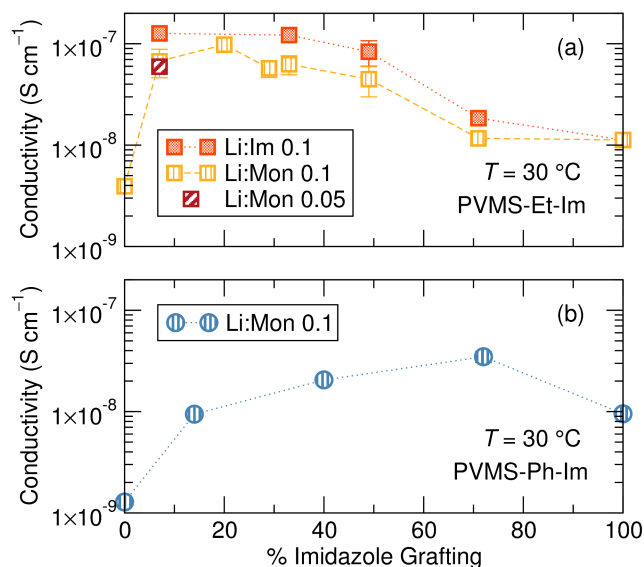 Conductivity (S cm⁻¹)
1×10⁻⁷
1×10⁻⁸
1×10⁻⁹
(a)
Li:Im 0.1
Li:Mon 0.1
Li:Mon 0.05
T = 30 °C
PVMS-Et-Im
Conductivity (S cm⁻¹)
1×10⁻⁷
1×10⁻⁸
1×10⁻⁹
(b)
Li:Mon 0.1
T = 30 °C
PVMS-Ph-Im
0 20 40 60 80 100
% Imidazole Grafting